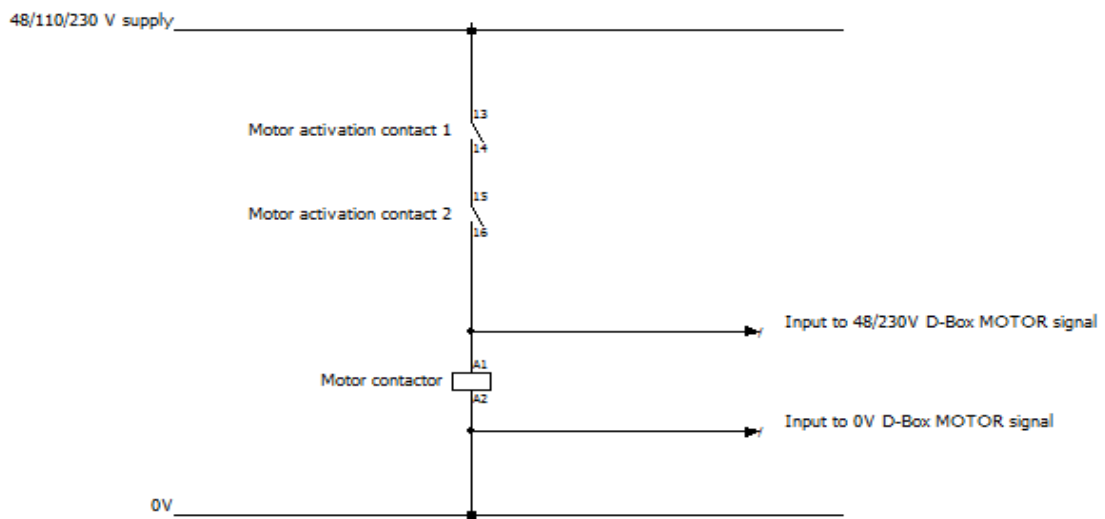 48/110/230 V supply
13
Motor activation contact 1
14
15
Motor activation contact 2
16
Input to 48/230V D-Box MOTOR signal
A1
Motor contactor
A2
Input to 0V D-Box MOTOR signal
0V